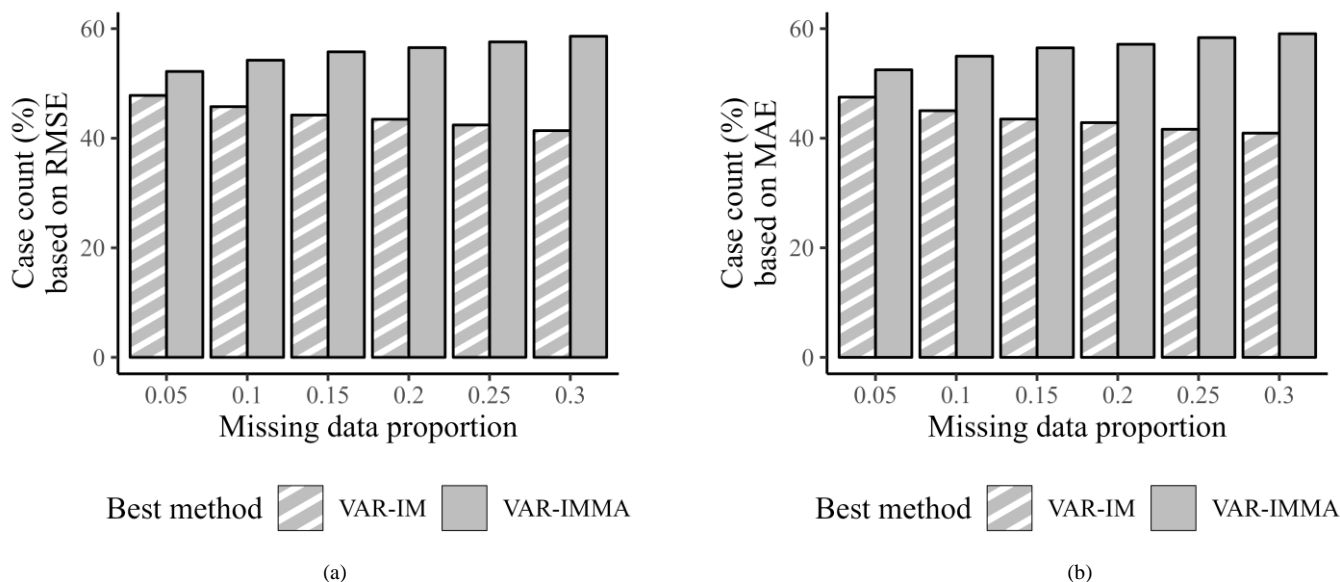 Case count (%)
based on RMSE
60
40
20
0
0.05 0.1 0.15 0.2 0.25 0.3
Missing data proportion
Best method VAR-IM VAR-IMMA
(a)
Case count (%)
based on MAE
60
40
20
0
0.05 0.1 0.15 0.2 0.25 0.3
Missing data proportion
Best method VAR-IM VAR-IMMA
(b)